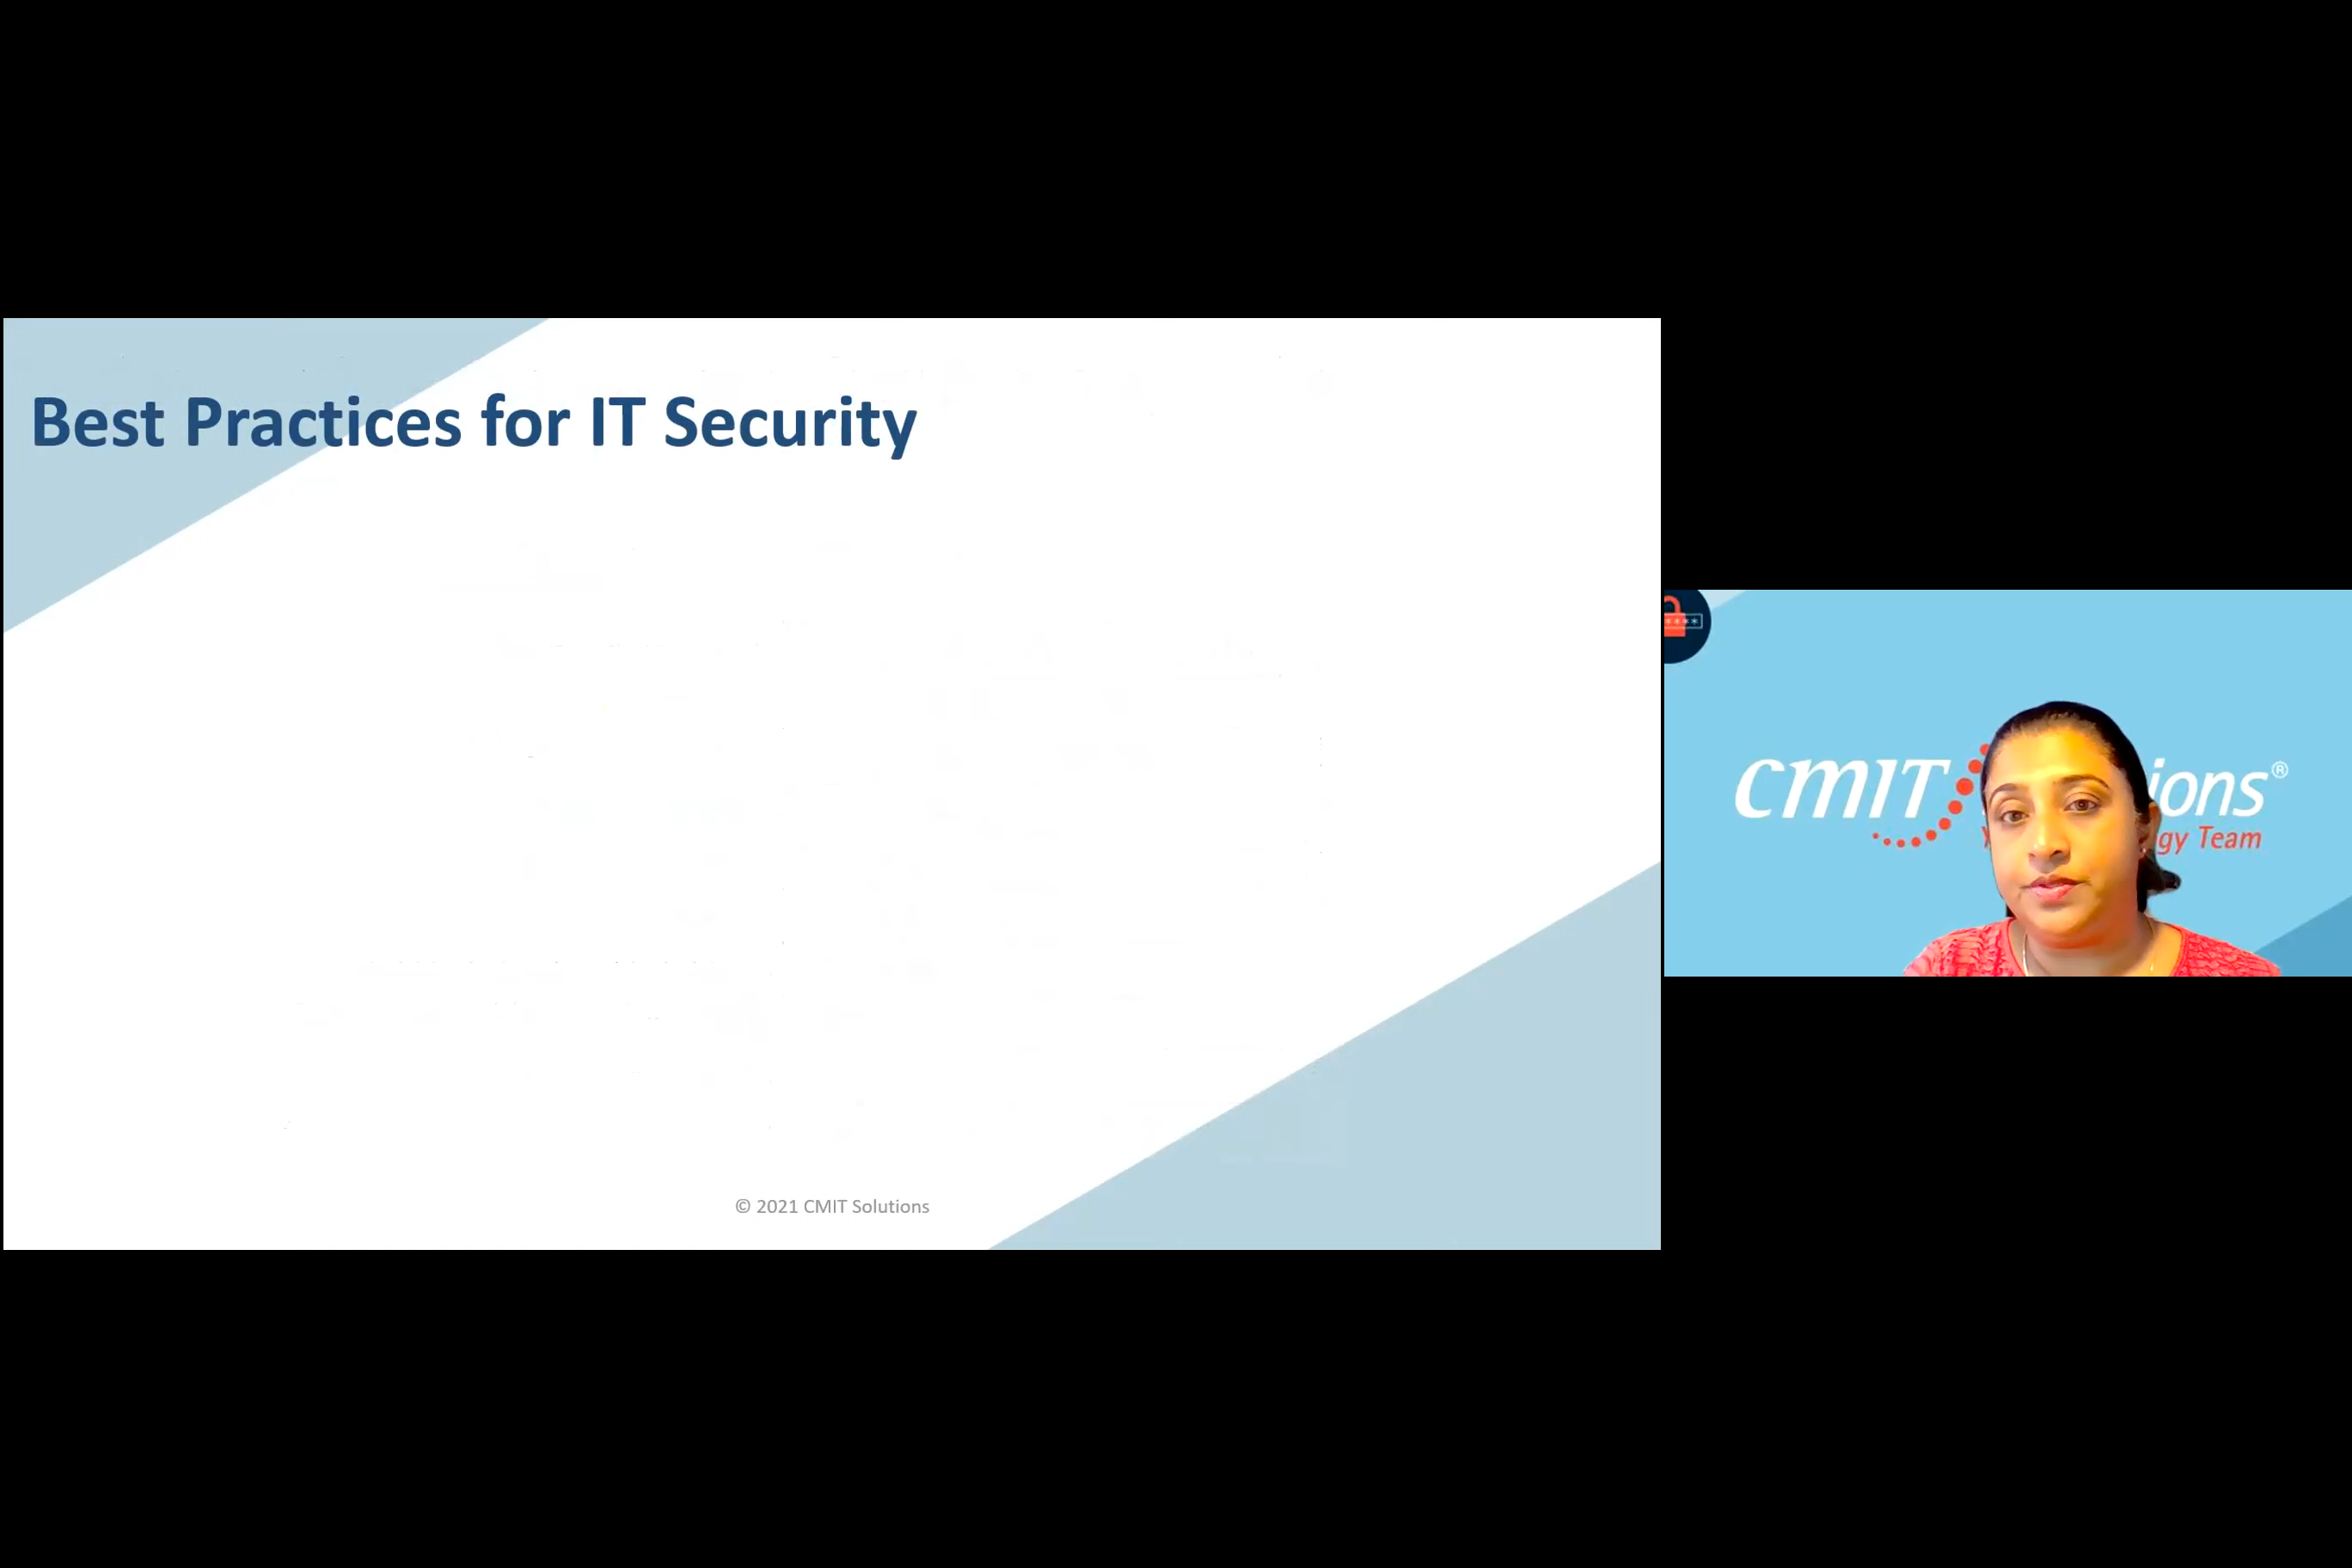 Best Practices for IT Security
© 2021 CMIT Solutions
****
CMIT ions®
gy Team